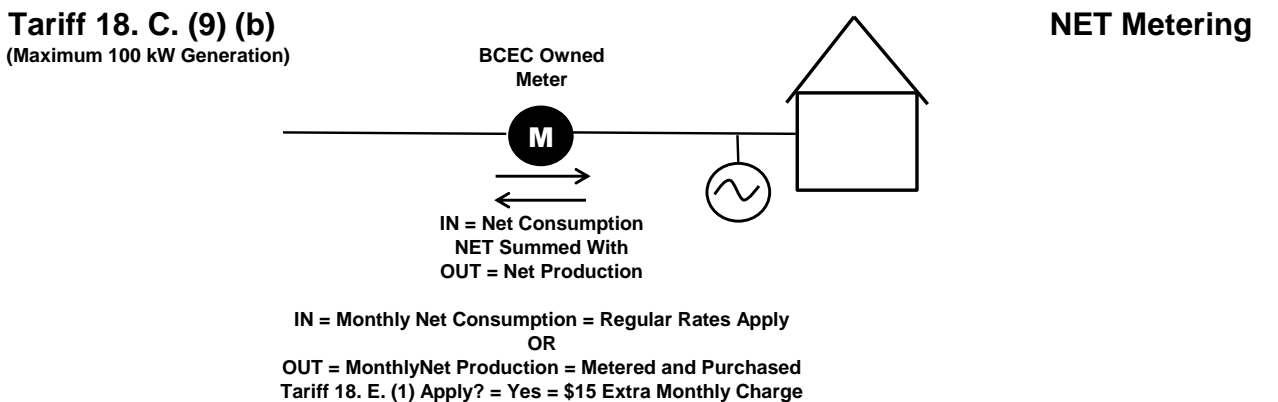 Tariff 18. C. (9) (b)
NET Metering
(Maximum 100 kW Generation)
BCEC Owned
Meter
M
IN = Net Consumption
NET Summed With
OUT = Net Production
IN = Monthly Net Consumption = Regular Rates Apply
OR
OUT = MonthlyNet Production = Metered and Purchased
Tariff 18. E. (1) Apply? = Yes = $15 Extra Monthly Charge